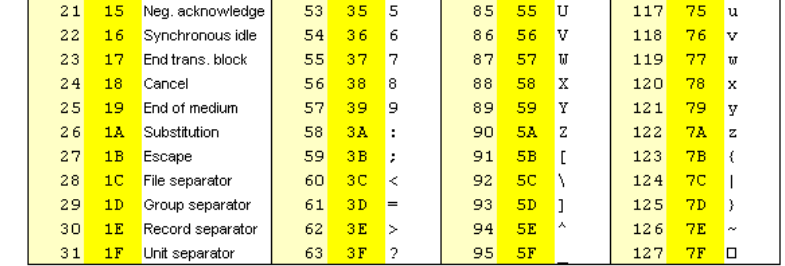 21 15 Neg. acknowledge 53 35 5 85 55 U 117 75 u
22 16 Synchronous idle 54 36 6 86 56 V 118 76 v
23 17 End trans. block 55 37 7 87 57 W 119 77 w
24 18 Cancel 56 38 8 88 58 X 120 78 x
25 19 End of medium 57 39 9 89 59 Y 121 79 y
26 1A Substitution 58 3A : 90 5A Z 122 7A z
27 1B Escape 59 3B ; 91 5B [ 123 7B {
28 1C File separator 60 3C < 92 5C \ 124 7C |
29 1D Group separator 61 3D = 93 5D ] 125 7D }
30 1E Record separator 62 3E > 94 5E ^ 126 7E ~
31 1F Unit separator 63 3F ? 95 5F _ 127 7F □